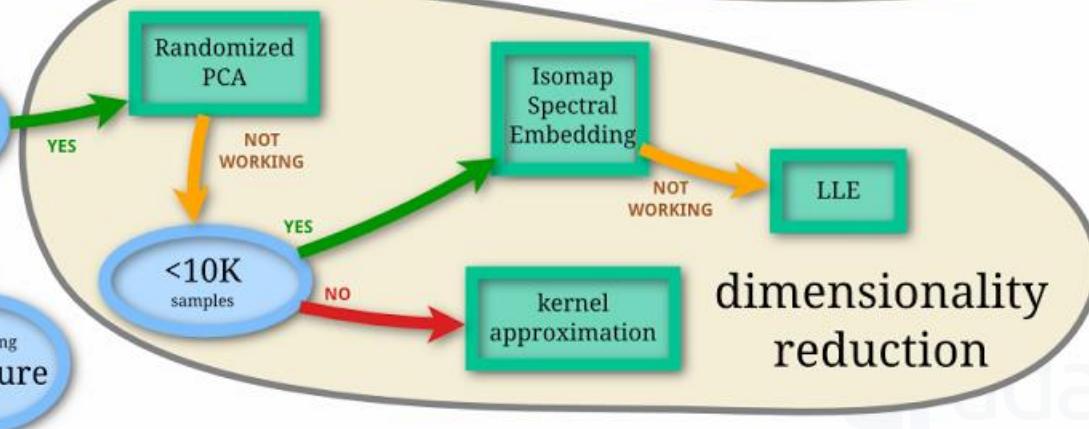 Randomized
PCA
YES
NOT
WORKING
Isomap
Spectral
Embedding
NOT
WORKING
LLE
YES
<10K
samples
NO
kernel
approximation
dimensionality
reduction
ng
ure